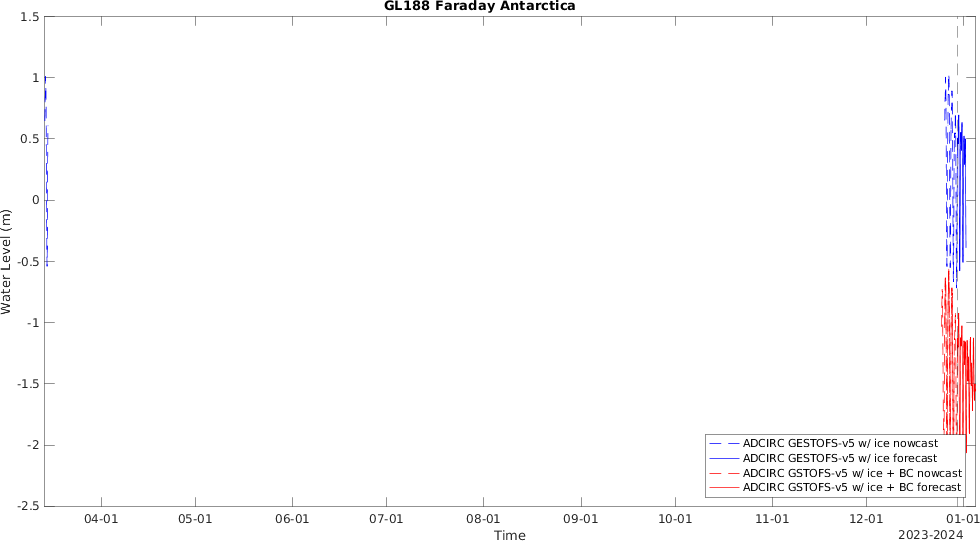 GL188 Faraday Antarctica
1.5
1
0.5
0
-0.5
-1
-1.5
-2
-2.5
Water Level (m)
ADCIRC GESTOFS-v5 w/ ice nowcast
ADCIRC GESTOFS-v5 w/ ice forecast
ADCIRC GSTOFS-v5 w/ ice + BC nowcast
ADCIRC GSTOFS-v5 w/ ice + BC forecast
04-01 05-01 06-01 07-01 08-01 09-01 10-01 11-01 12-01 01-01
Time
2023-2024